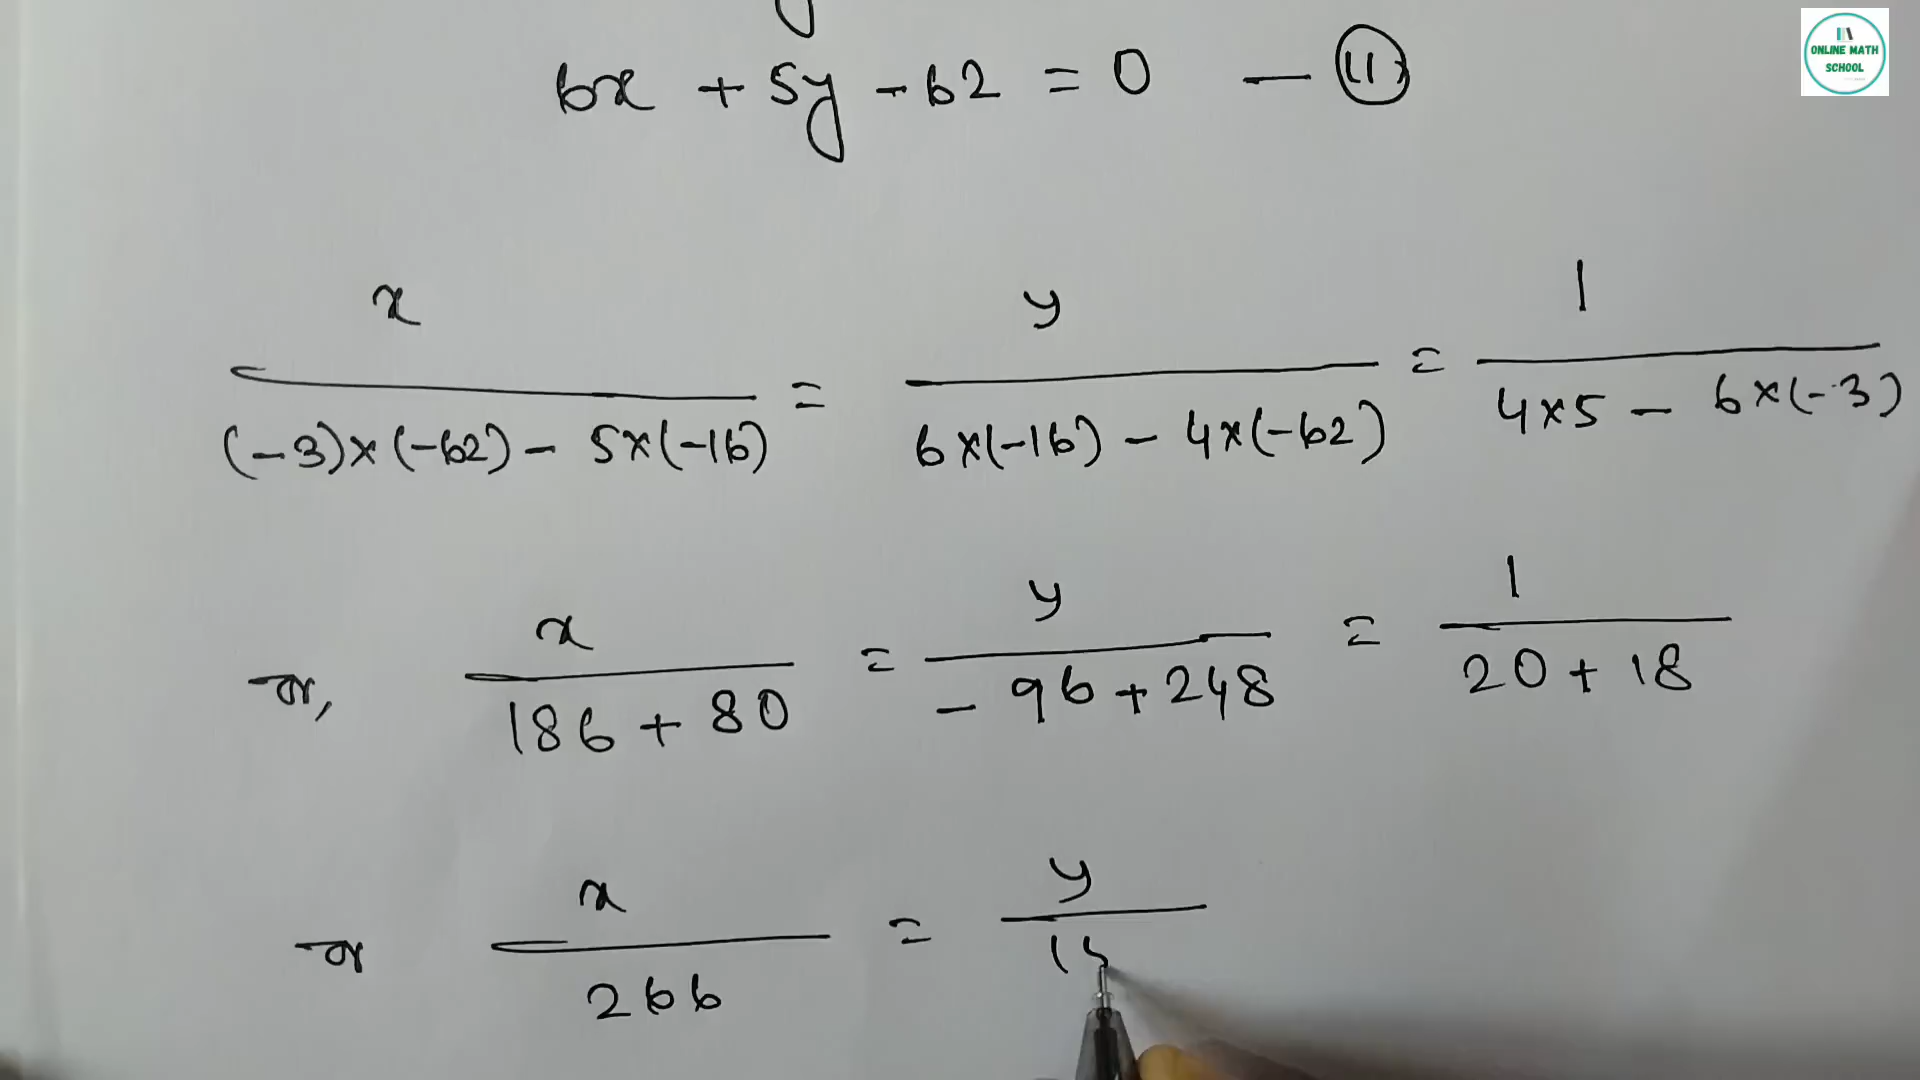 ONLINE MATH
SCHOOL
6x + 5y - 62 = 0 — (ii)
x / ((-3)×(-62) - 5×(-16)) = y / (6×(-16) - 4×(-62)) = 1 / (4×5 - 6×(-3))
বা, x / (186 + 80) = y / (-96 + 248) = 1 / (20 + 18)
বা x / 266 = y / 15